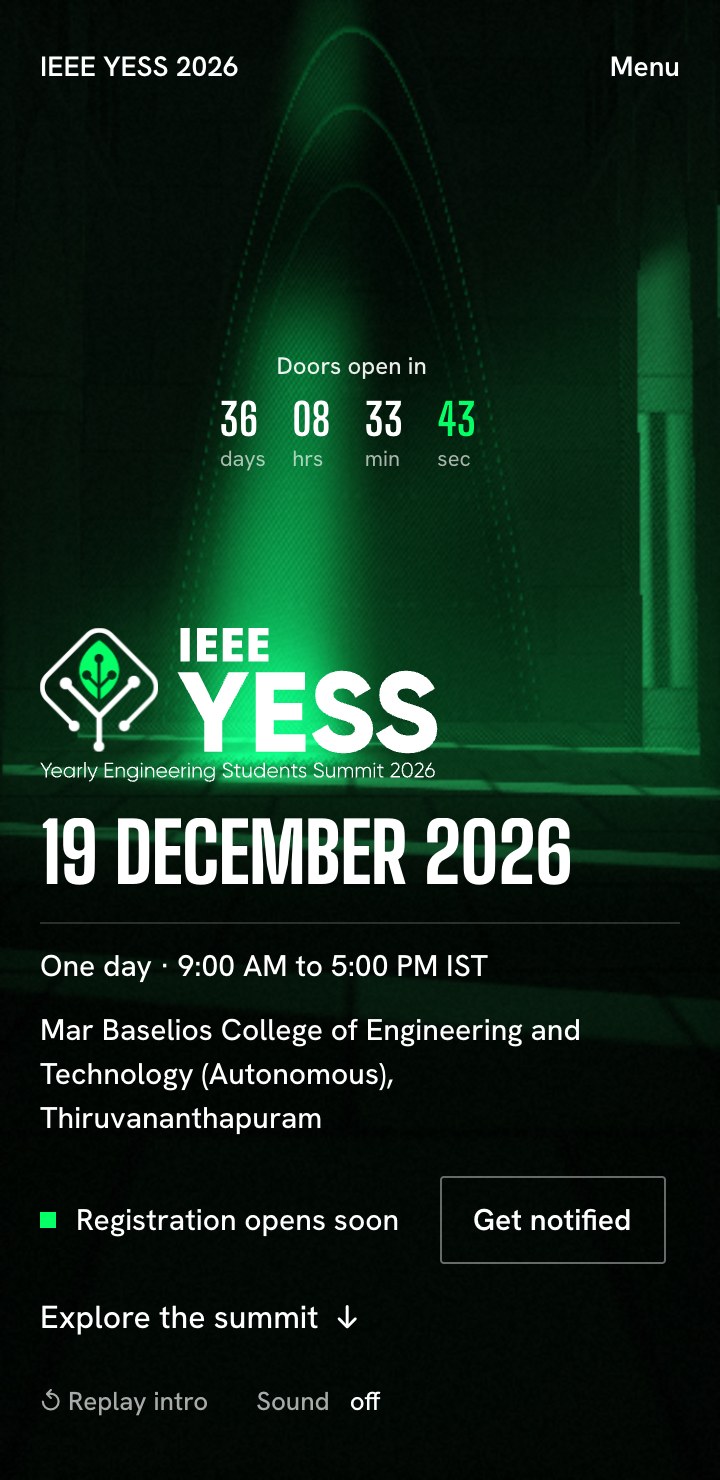 IEEE YESS 2026
Menu
Doors open in
36 08 33 43
days hrs min sec
IEEE
YESS
Yearly Engineering Students Summit 2026
19 DECEMBER 2026
One day · 9:00 AM to 5:00 PM IST
Mar Baselios College of Engineering and
Technology (Autonomous),
Thiruvananthapuram
Registration opens soon
Get notified
Explore the summit ↓
Replay intro
Sound off